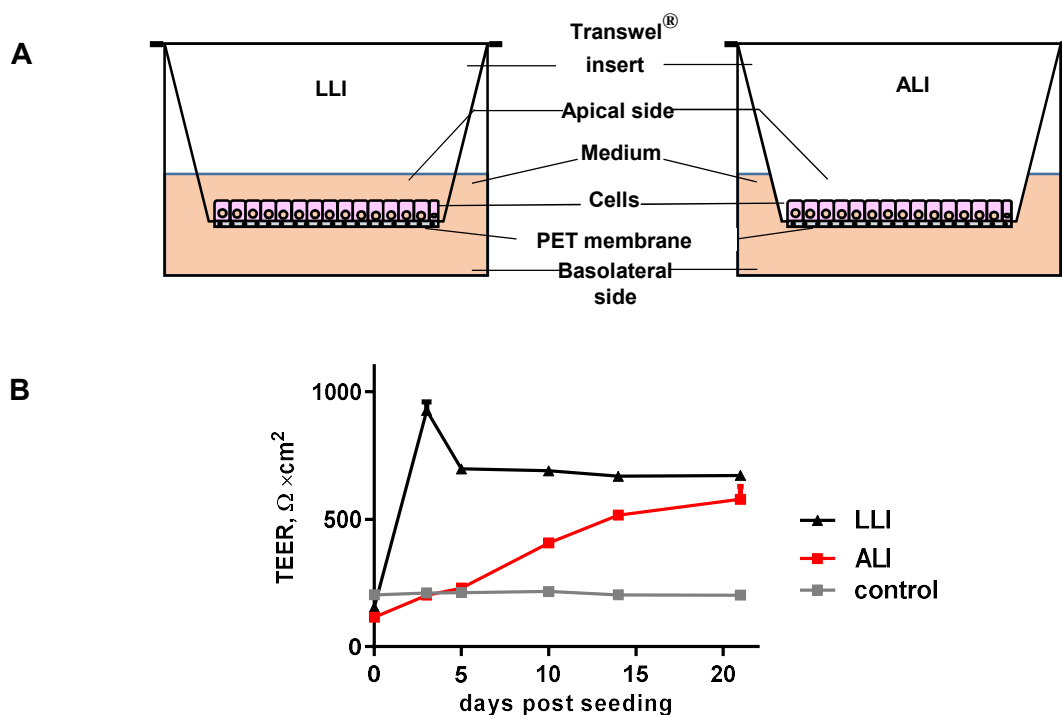 A
Transwel®
insert
LLI
ALI
Apical side
Medium
Cells
PET membrane
Basolateral
side
B
1000
500
0
TEER, Ω ×cm²
0 5 10 15 20
days post seeding
LLI
ALI
control